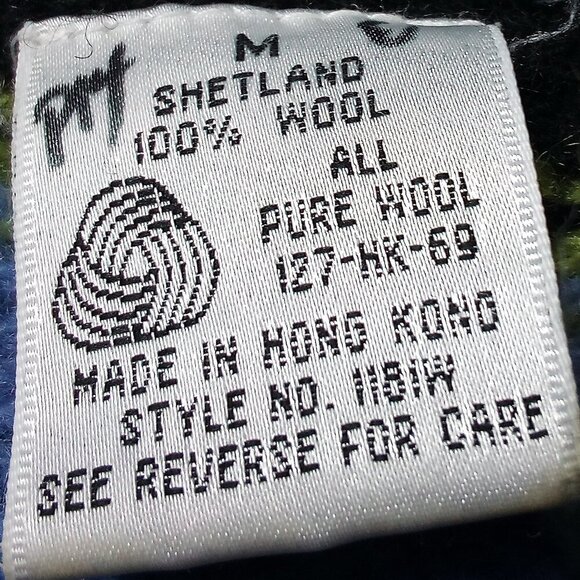 M
SHETLAND
100% WOOL
ALL
PURE WOOL
127-HK-69
MADE IN HONG KONG
STYLE NO. 1181W
SEE REVERSE FOR CARE